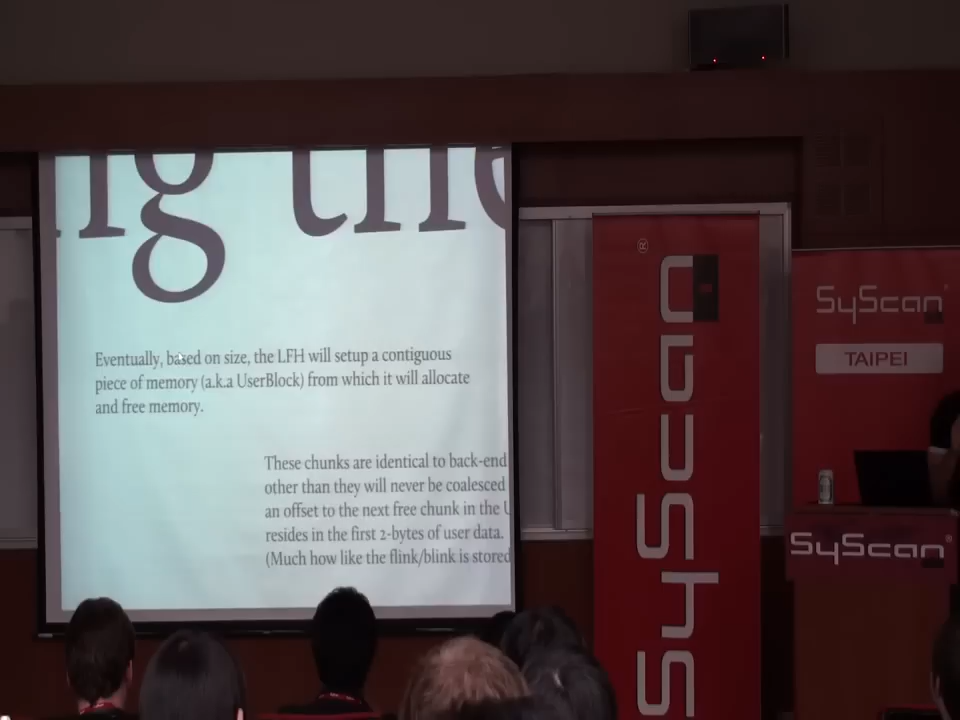 ng the
Eventually, based on size, the LFH will setup a contiguous
piece of memory (a.k.a UserBlock) from which it will allocate
and free memory.
These chunks are identical to back-end
other than they will never be coalesced
an offset to the next free chunk in the
resides in the first 2-bytes of user data.
(Much how like the flink/blink is stored
SyScan®
SyScan®
TAIPEI
SyScan®